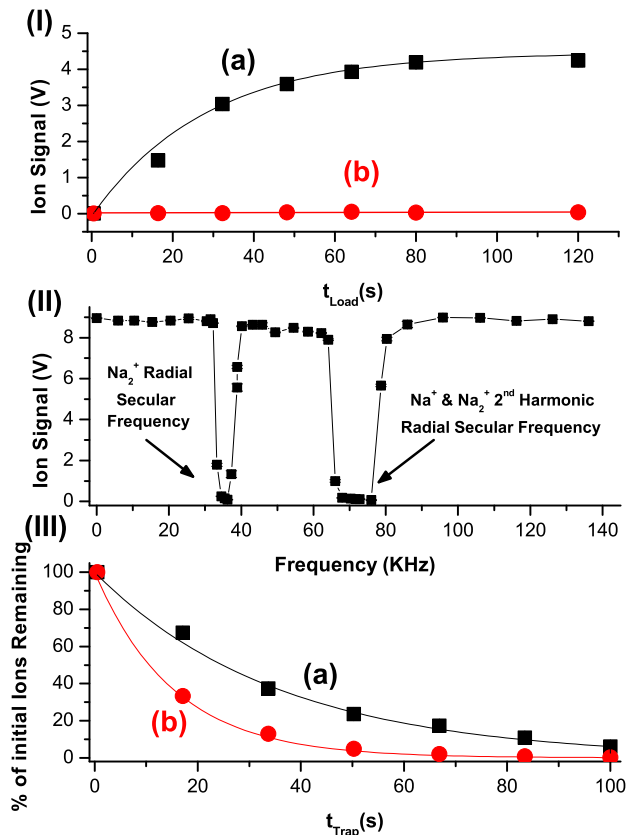 (I)
5
4
3
2
1
0
Ion Signal (V)
(a)
(b)
0 20 40 60 80 100 120
t_Load(s)
(II)
8
6
4
2
0
Ion Signal (V)
Na₂⁺ Radial
Secular
Frequency
Na⁺ & Na₂⁺ 2ⁿᵈ Harmonic
Radial Secular Frequency
0 20 40 60 80 100 120 140
Frequency (KHz)
(III)
100
80
60
40
20
0
% of initial Ions Remaining
(a)
(b)
0 20 40 60 80 100
t_Trap(s)